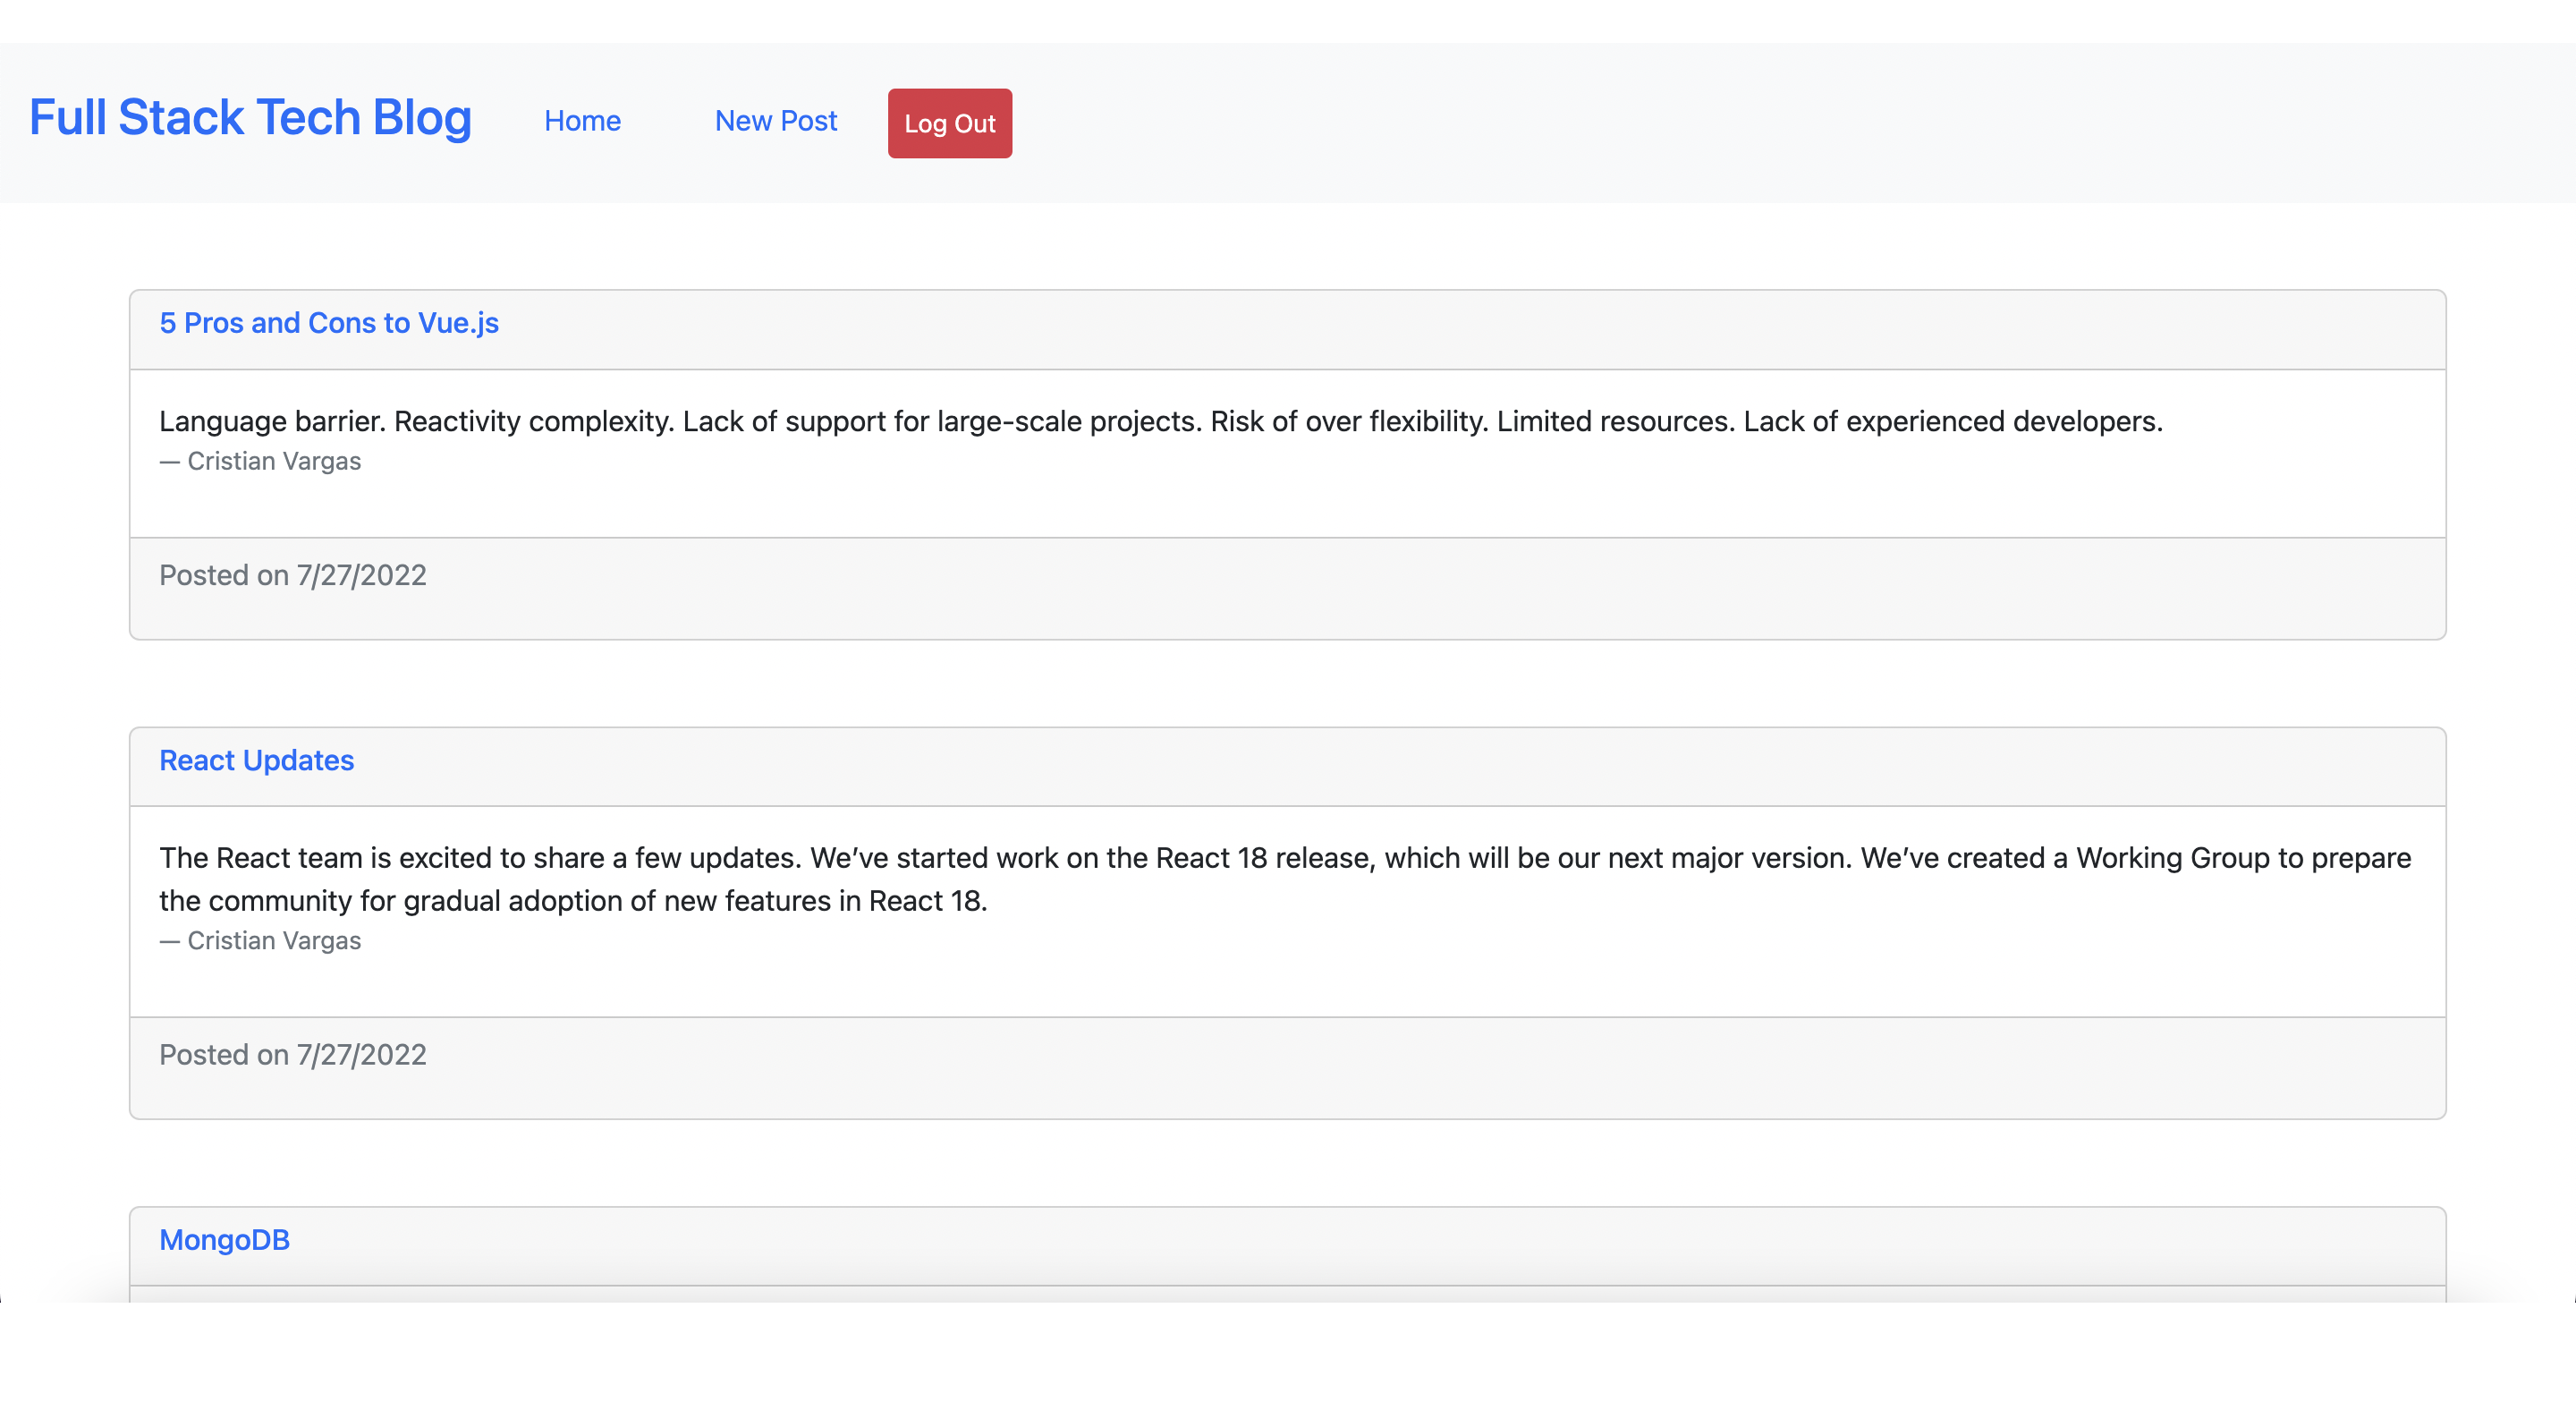 Full Stack Tech Blog Home New Post Log Out
5 Pros and Cons to Vue.js
Language barrier. Reactivity complexity. Lack of support for large-scale projects. Risk of over flexibility. Limited resources. Lack of experienced developers.
— Cristian Vargas
Posted on 7/27/2022
React Updates
The React team is excited to share a few updates. We’ve started work on the React 18 release, which will be our next major version. We’ve created a Working Group to prepare
the community for gradual adoption of new features in React 18.
— Cristian Vargas
Posted on 7/27/2022
MongoDB